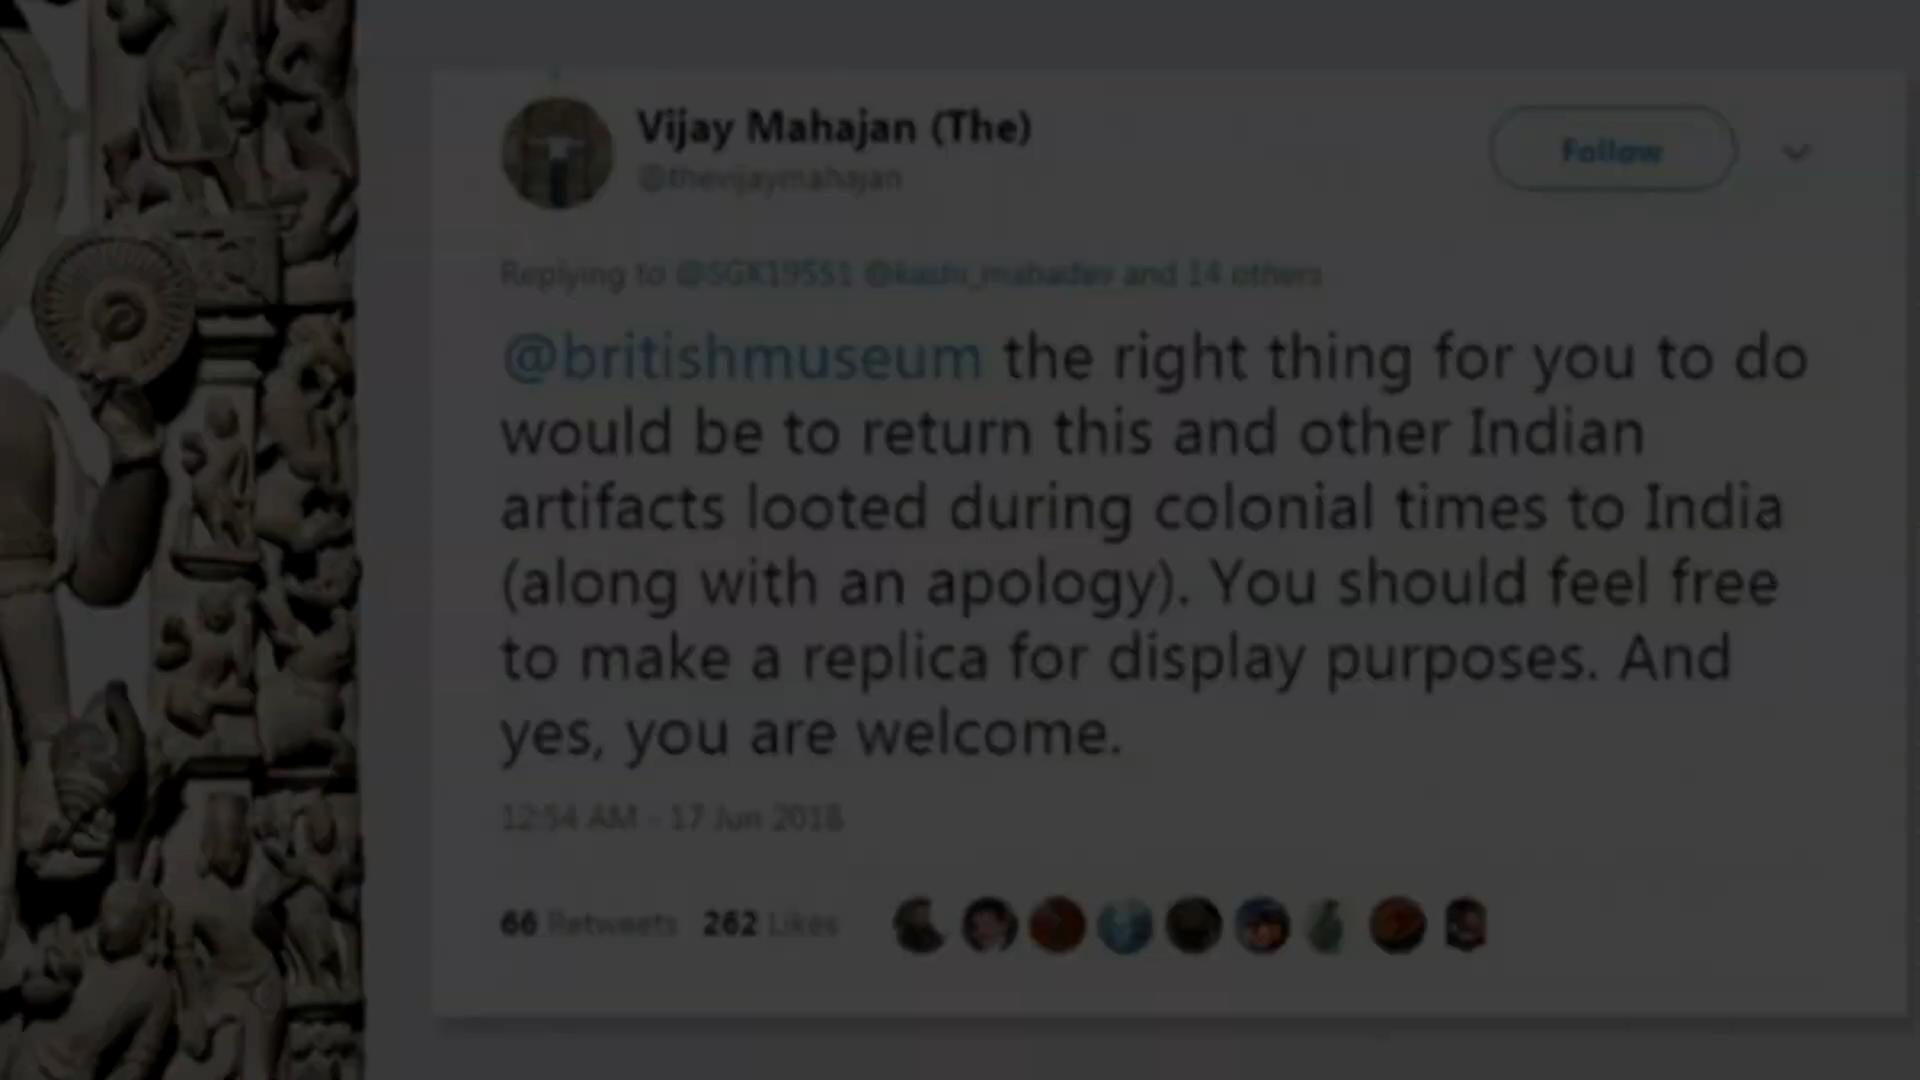 Vijay Mahajan (The)
@thevijaymahajan
Follow
Replying to @SGK19551 @kashi_mahadev and 14 others
@britishmuseum the right thing for you to do
would be to return this and other Indian
artifacts looted during colonial times to India
(along with an apology). You should feel free
to make a replica for display purposes. And
yes, you are welcome.
12:54 AM - 17 Jun 2018
66 Retweets 262 Likes